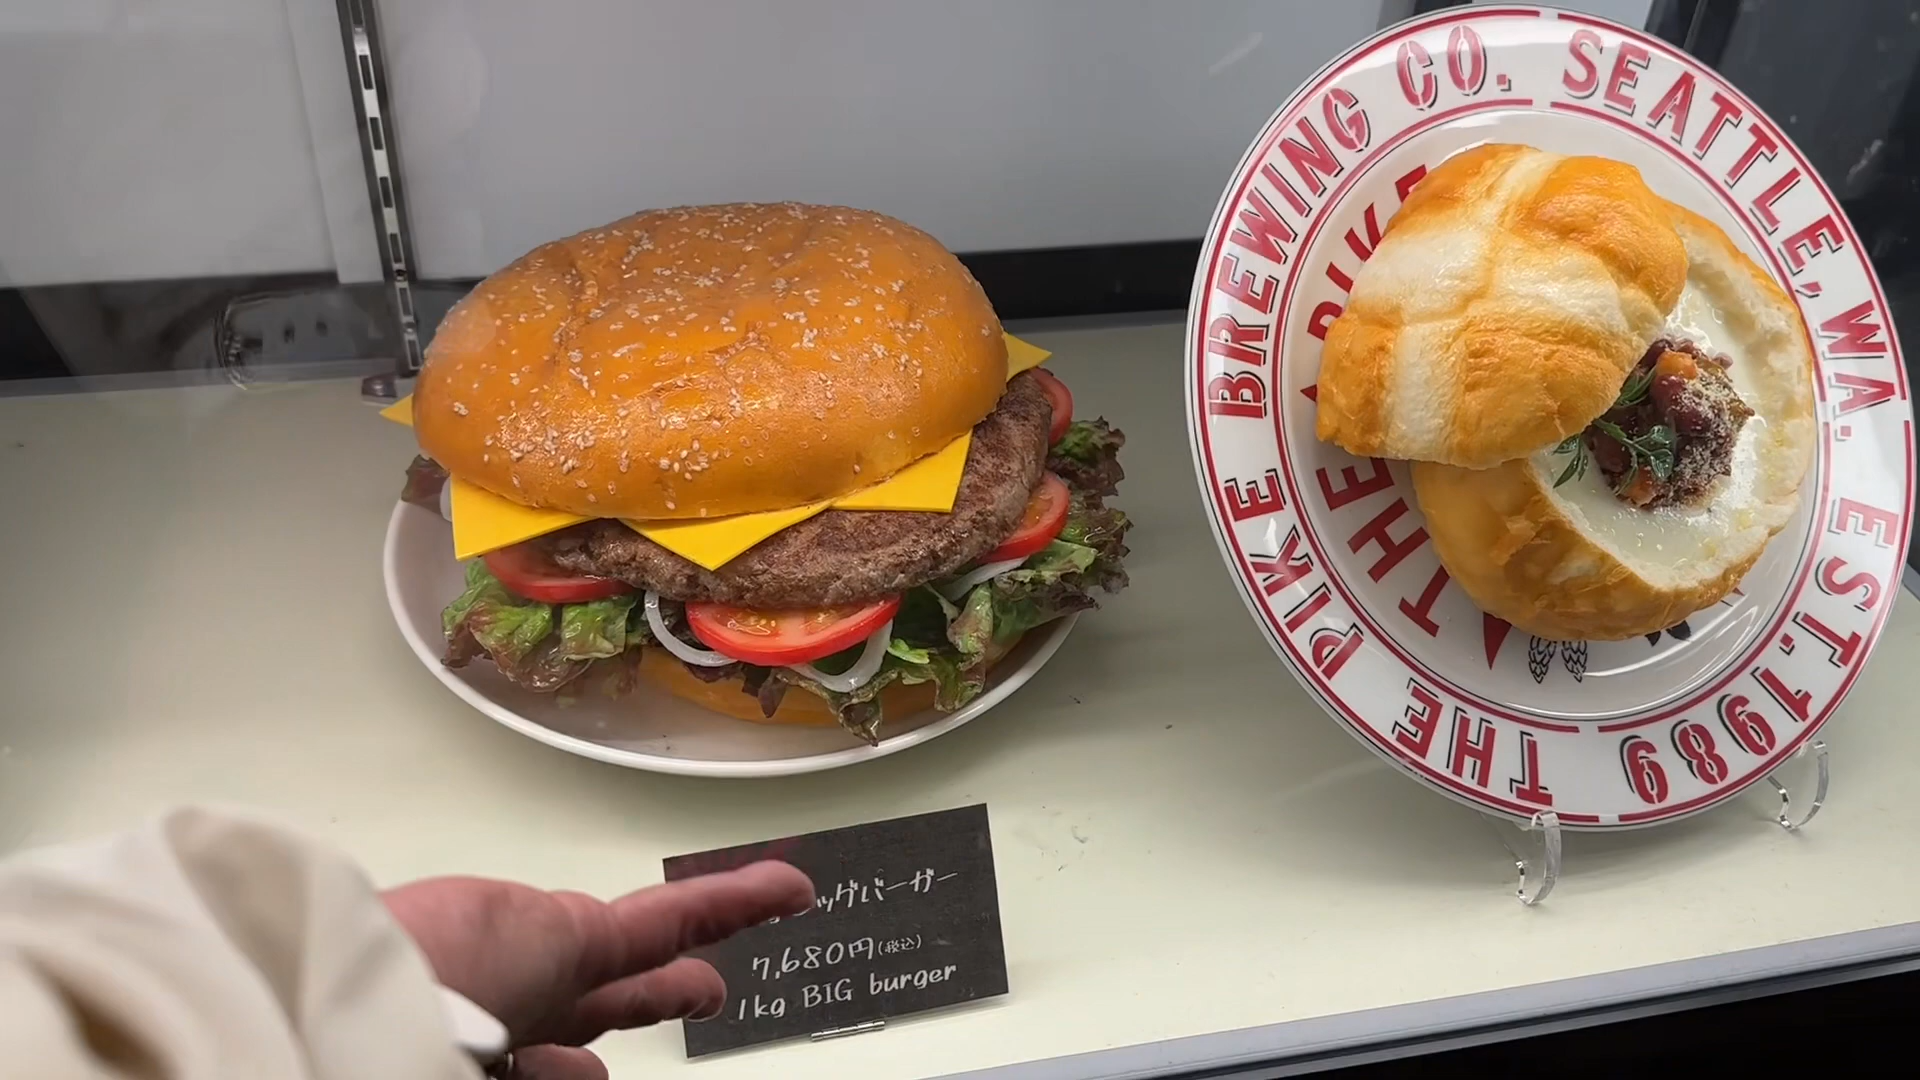 THE PIKE BREWING CO. SEATTLE, WA. EST. 1989
THE
ッグバーガー
7,680円(税込)
1kg BIG burger